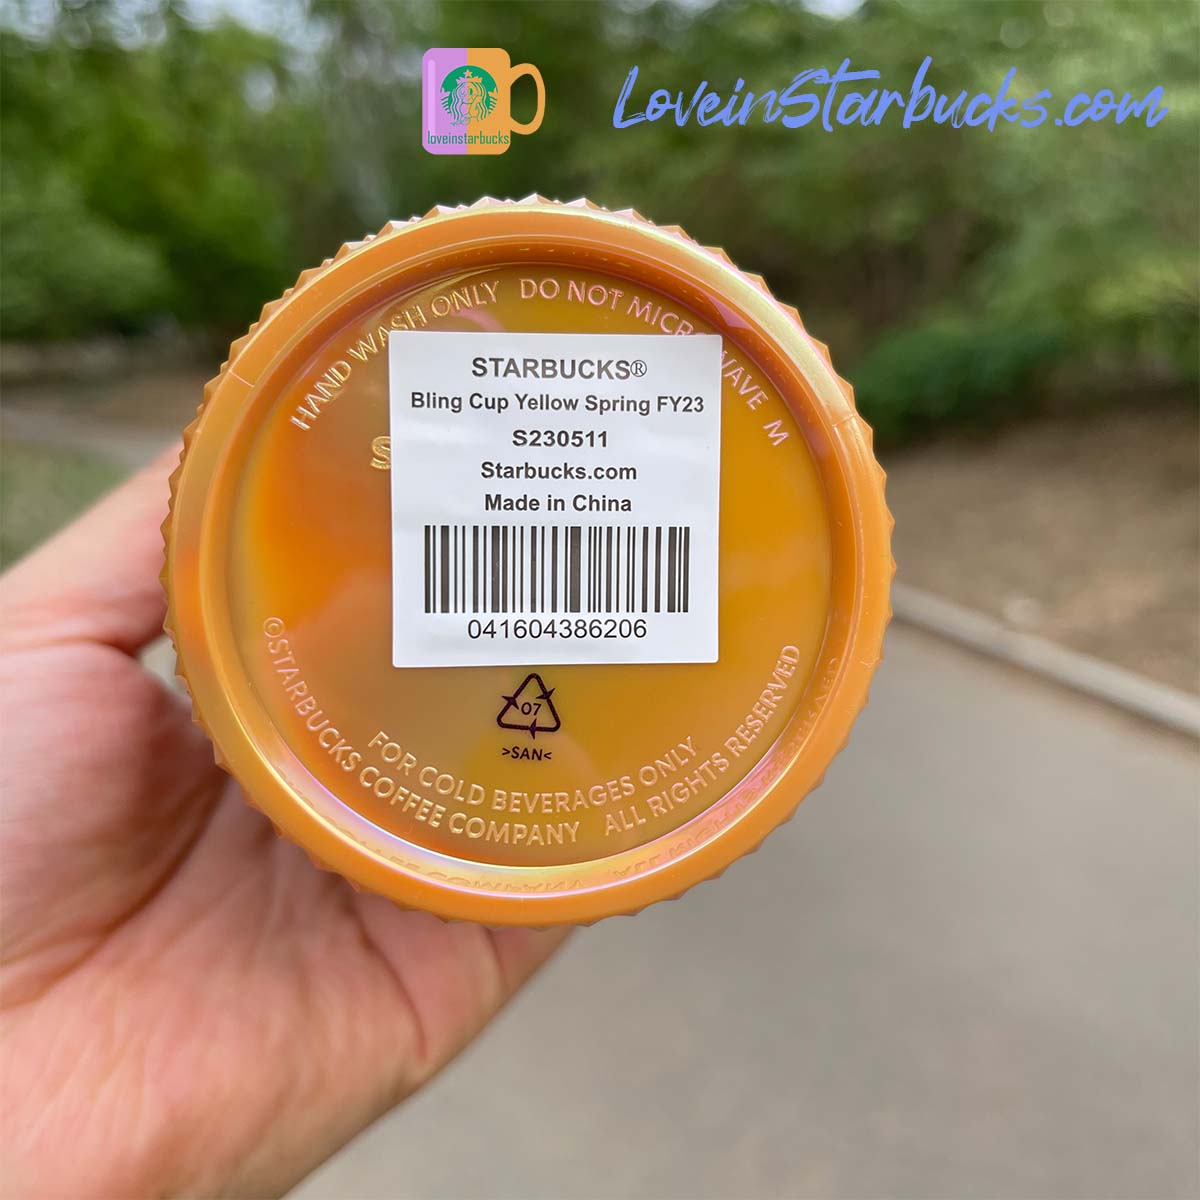 loveinstarbucks
LoveinStarbucks.com
HAND WASH ONLY DO NOT MICROWAVE M
S
STARBUCKS®
Bling Cup Yellow Spring FY23
S230511
Starbucks.com
Made in China
041604386206
07
>SAN<
FOR COLD BEVERAGES ONLY
©STARBUCKS COFFEE COMPANY ALL RIGHTS RESERVED